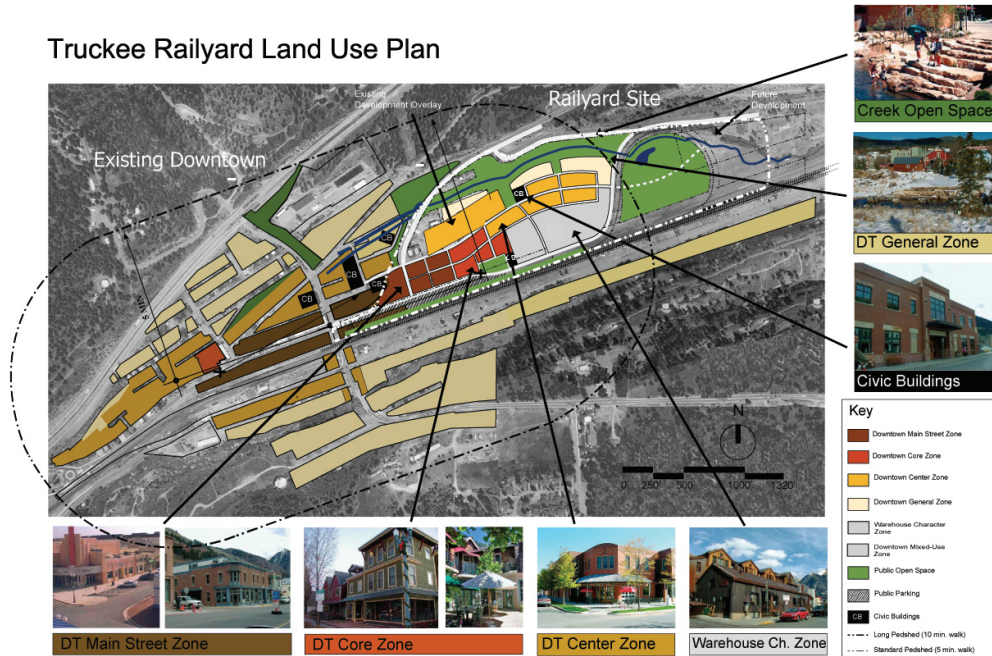 Truckee Railyard Land Use Plan
Existing
Development Overlay
Railyard Site
Future
Development
Existing Downtown
5 MIN
CB
CB
CB
CB
CB
N
0
250'
500'
1000
1320'
Creek Open Space
DT General Zone
Civic Buildings
Key
Downtown Main Street Zone
Downtown Core Zone
Downtown Center Zone
Downtown General Zone
Warehouse Character
Zone
Downtown Mixed-Use
Zone
Public Open Space
Public Parking
CB
Civic Buildings
Long Pedshed (10 min. walk)
Standard Pedshed (5 min. walk)
DT Main Street Zone
DT Core Zone
DT Center Zone
Warehouse Ch. Zone